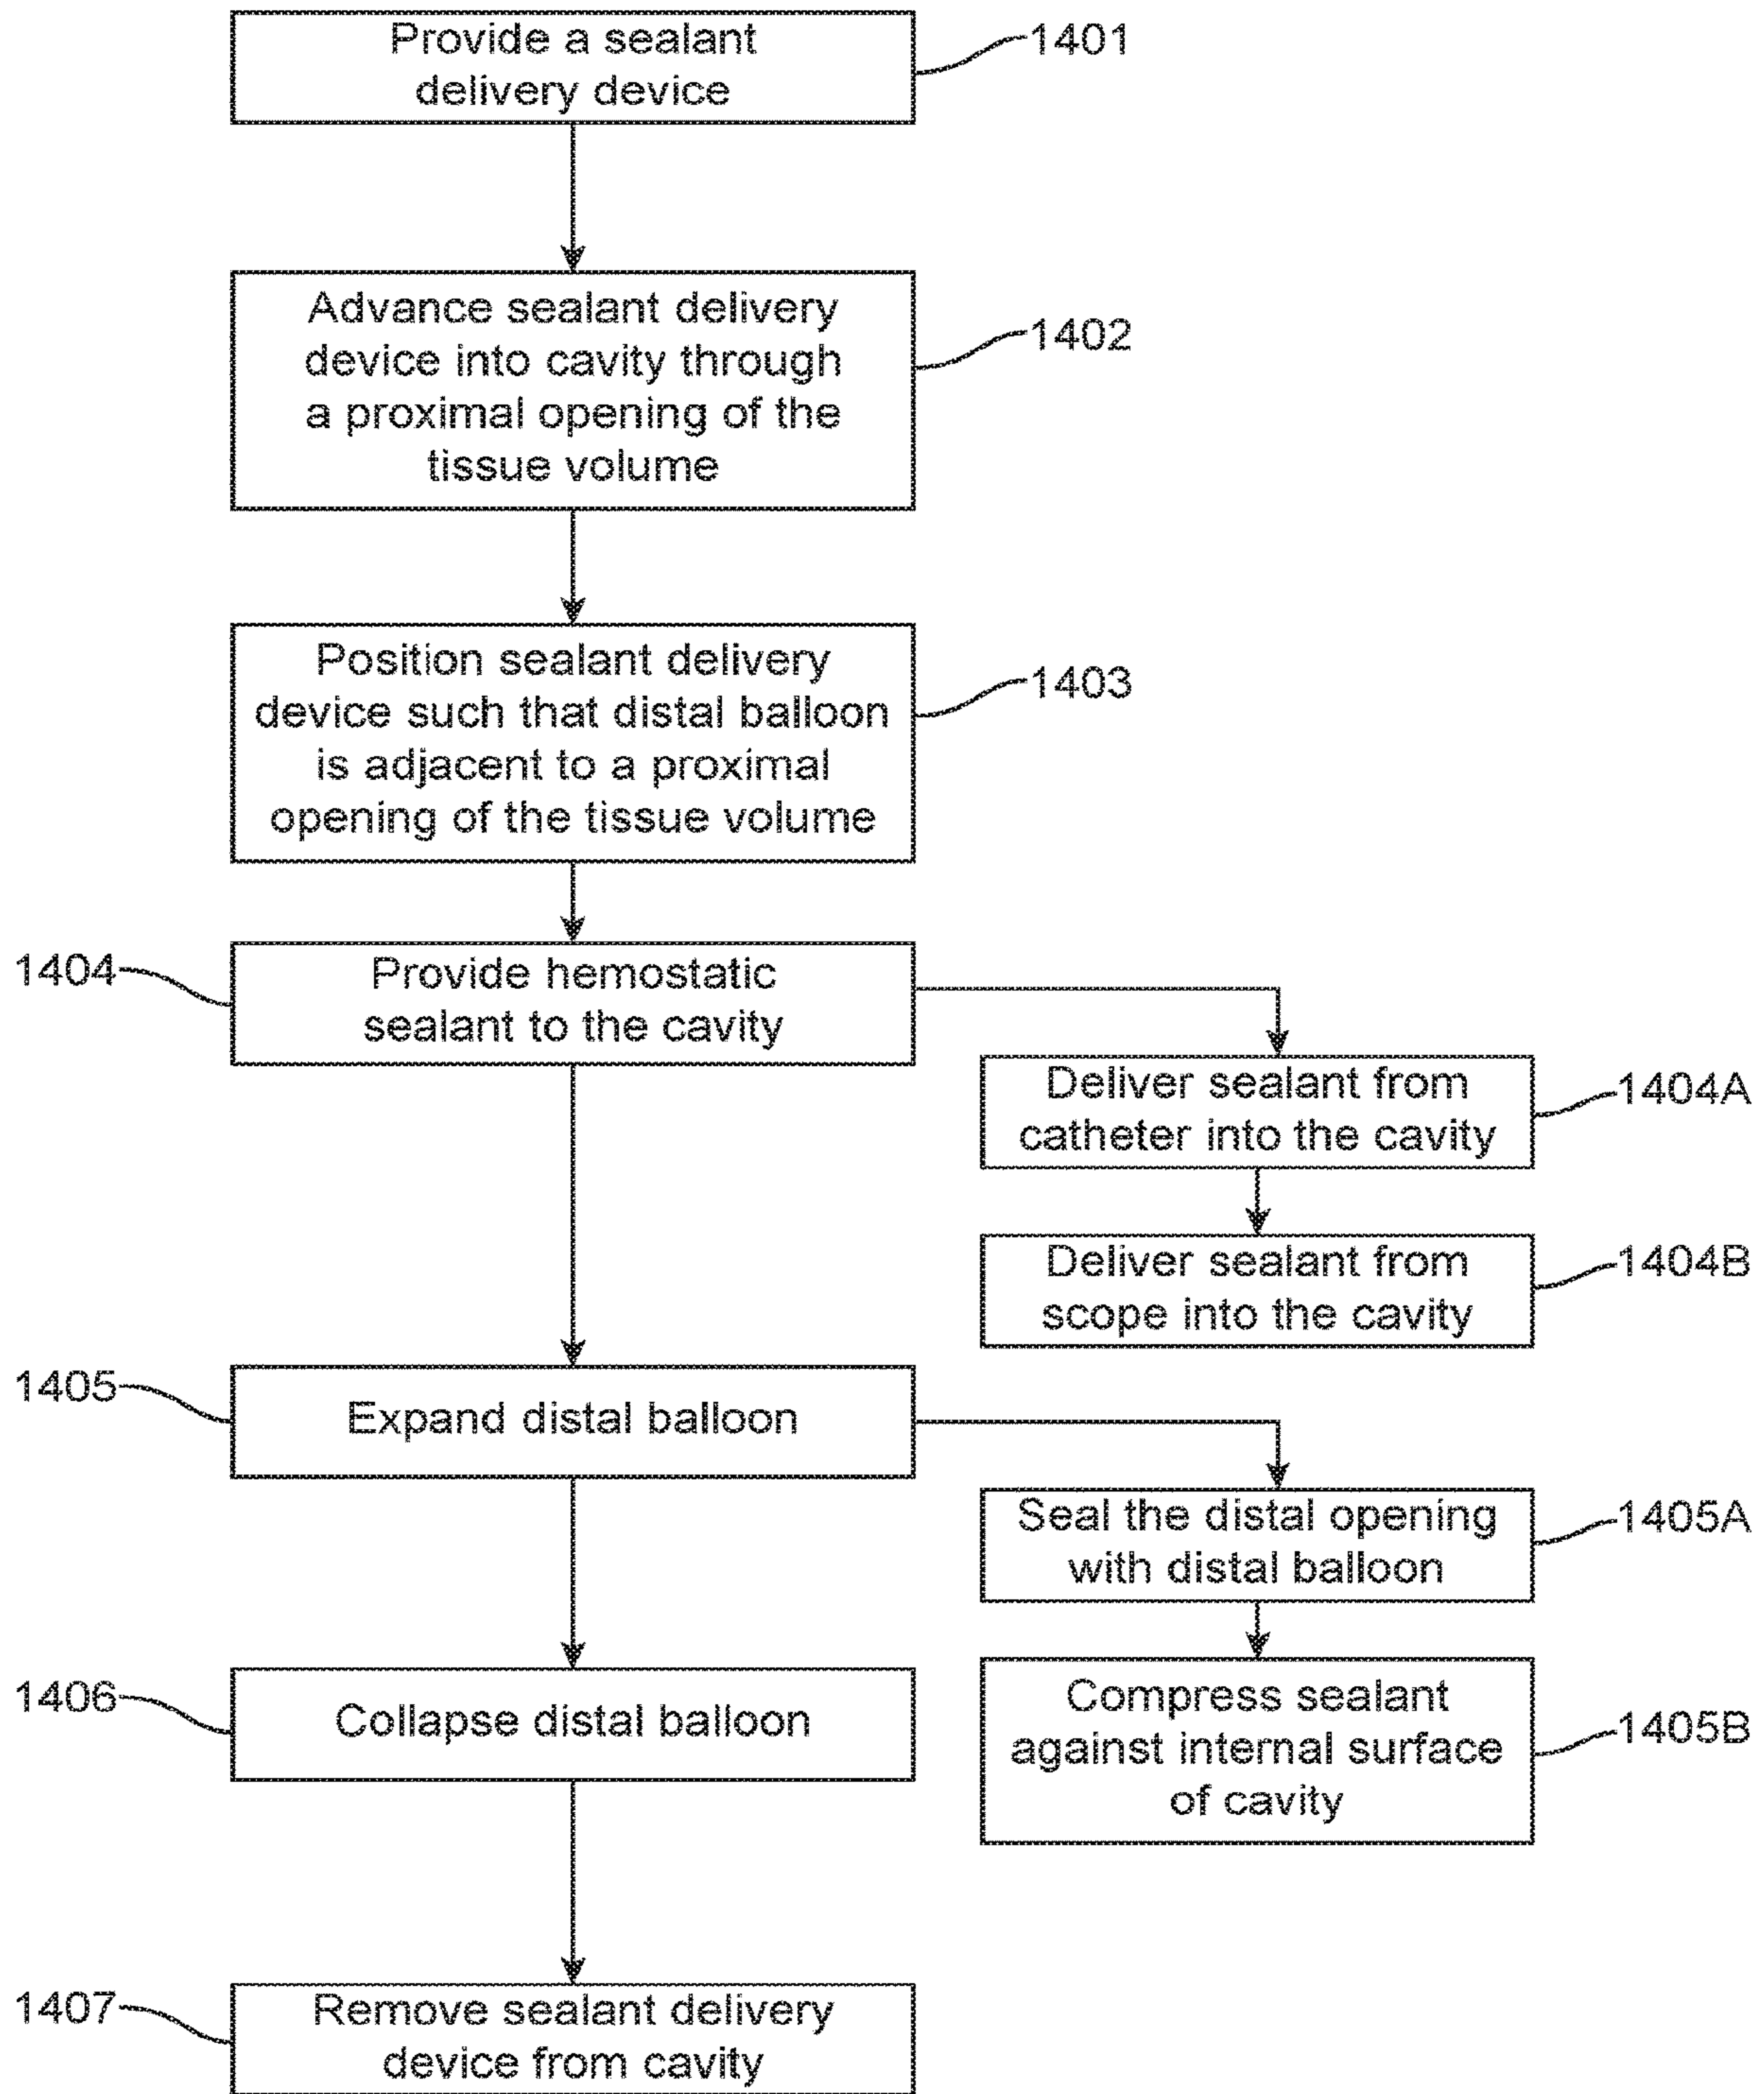 Provide a sealant
delivery device
1401
Advance sealant delivery
device into cavity through
a proximal opening of the
tissue volume
1402
Position sealant delivery
device such that distal balloon
is adjacent to a proximal
opening of the tissue volume
1403
1404
Provide hemostatic
sealant to the cavity
Deliver sealant from
catheter into the cavity
1404A
Deliver sealant from
scope into the cavity
1404B
1405
Expand distal balloon
Seal the distal opening
with distal balloon
1405A
Compress sealant
against internal surface
of cavity
1405B
1406
Collapse distal balloon
1407
Remove sealant delivery
device from cavity